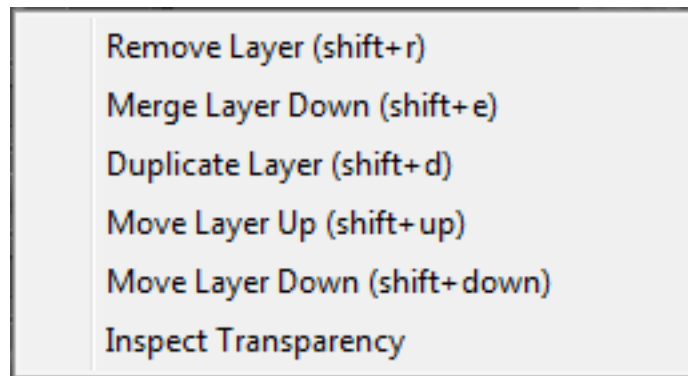 Remove Layer (shift+r)
Merge Layer Down (shift+e)
Duplicate Layer (shift+d)
Move Layer Up (shift+up)
Move Layer Down (shift+down)
Inspect Transparency